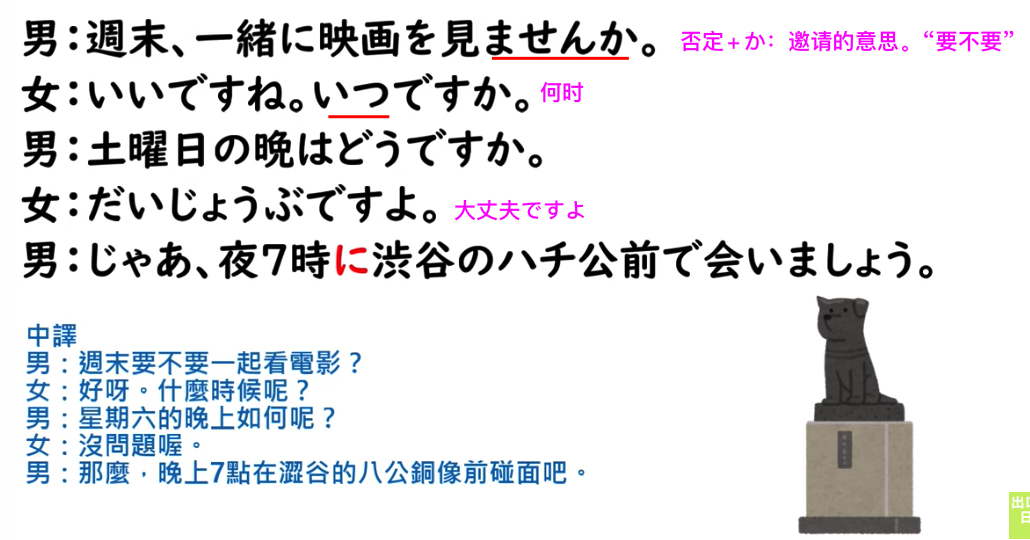 男：週末、一緒に映画を見ませんか。 否定+か：邀请的意思。“要不要”
女：いいですね。いつですか。 何时
男：土曜日の晩はどうですか。
女：だいじょうぶですよ。 大丈夫ですよ
男：じゃあ、夜7時に渋谷のハチ公前で会いましょう。
中譯
男：週末要不要一起看電影？
女：好呀。什麼時候呢？
男：星期六的晚上如何呢？
女：沒問題喔。
男：那麼，晚上7點在澀谷的八公銅像前碰面吧。